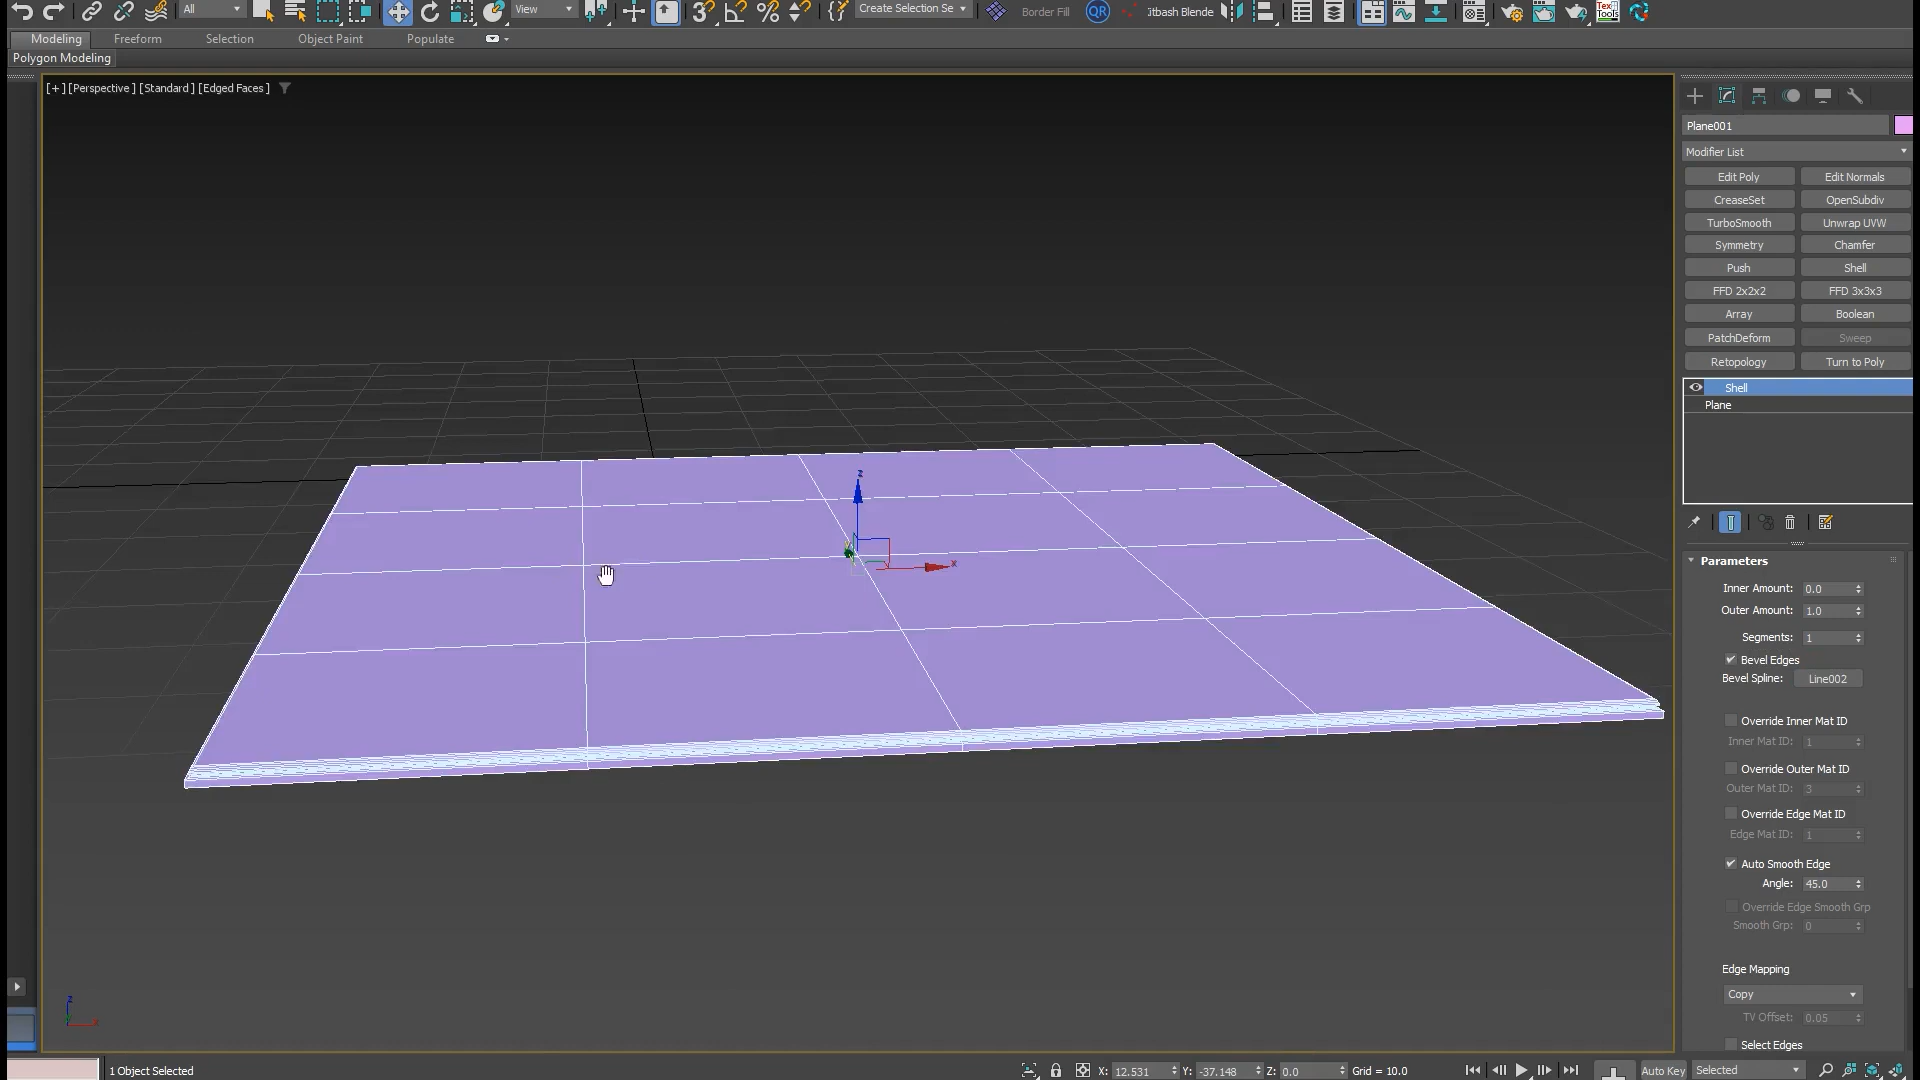 All
View
Create Selection Se
Border Fill
QR
Jtbash Blende
Tex
Tools
Modeling
Freeform
Selection
Object Paint
Populate
Polygon Modeling
[+] [Perspective ] [Standard ] [Edged Faces ]
Plane001
Modifier List
Edit Poly
Edit Normals
CreaseSet
OpenSubdiv
TurboSmooth
Unwrap UVW
Symmetry
Chamfer
Push
Shell
FFD 2x2x2
FFD 3x3x3
Array
Boolean
PatchDeform
Sweep
Retopology
Turn to Poly
Shell
Plane
z
x
Parameters
Inner Amount: 0.0
Outer Amount: 1.0
Segments: 1
Bevel Edges
Bevel Spline: Line002
Override Inner Mat ID
Inner Mat ID: 1
Override Outer Mat ID
Outer Mat ID: 3
Override Edge Mat ID
Edge Mat ID: 1
Auto Smooth Edge
Angle: 45.0
Override Edge Smooth Grp
Smooth Grp: 0
Edge Mapping
Copy
TV Offset: 0.05
Select Edges
z
x
1 Object Selected
X: 12.531 Y: -37.148 Z: 0.0 Grid = 10.0
Auto Key
Selected